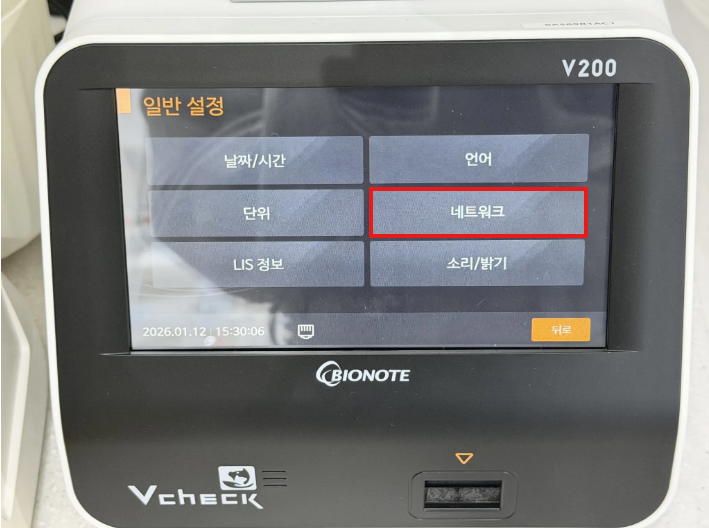 V200
일반 설정
날짜/시간
언어
단위
네트워크
LIS 정보
소리/밝기
2026.01.12 15:30:06
뒤로
BIONOTE
Vcheck